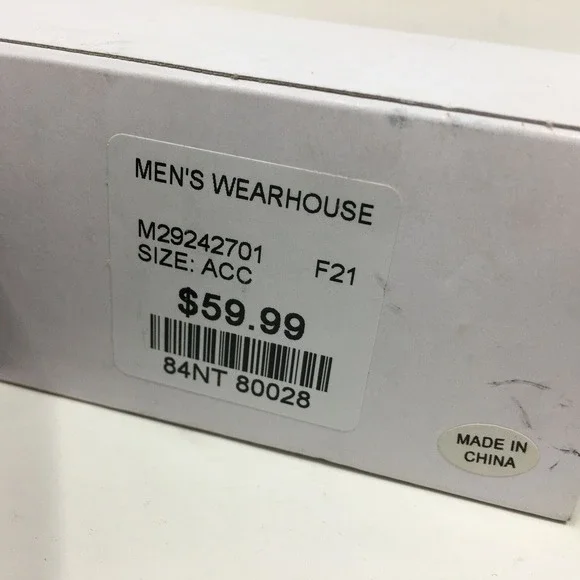 MEN'S WEARHOUSE
M29242701 F21
SIZE: ACC
$59.99
84NT 80028
MADE IN
CHINA